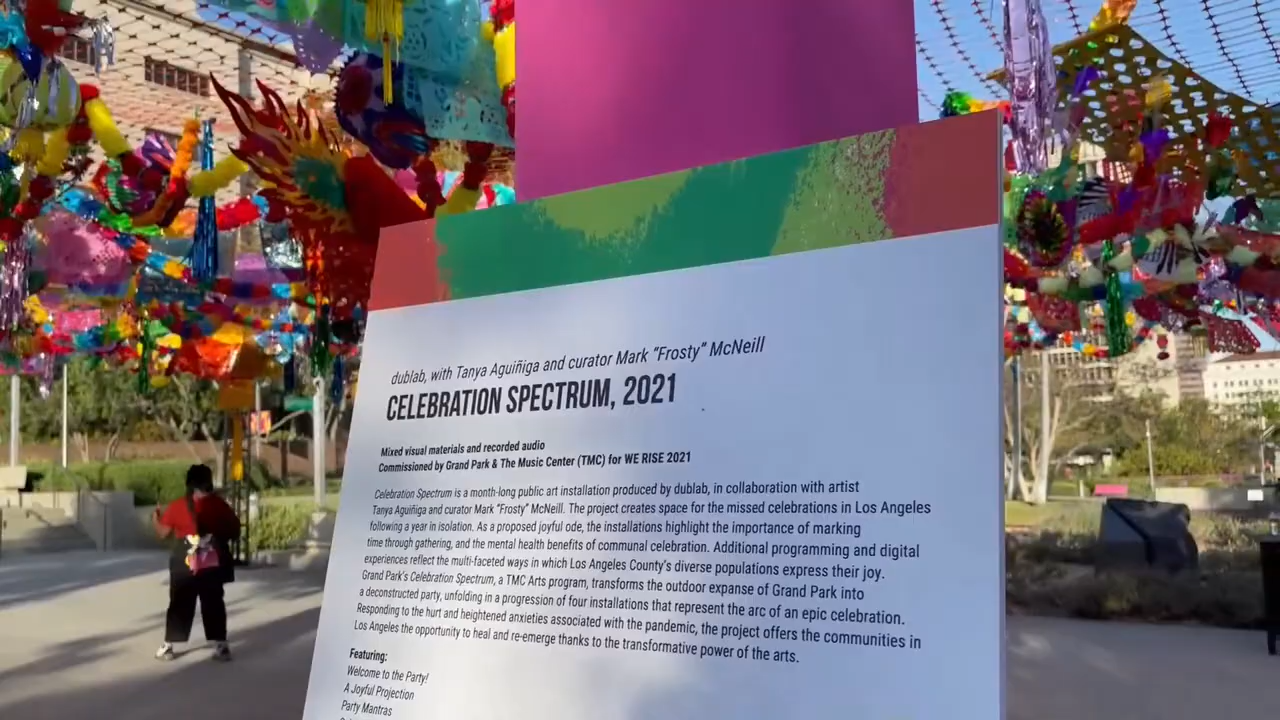 dublab, with Tanya Aguiñiga and curator Mark “Frosty” McNeill
CELEBRATION SPECTRUM, 2021
Mixed visual materials and recorded audio
Commissioned by Grand Park & The Music Center (TMC) for WE RISE 2021
Celebration Spectrum is a month-long public art installation produced by dublab, in collaboration with artist
Tanya Aguiñiga and curator Mark “Frosty” McNeill. The project creates space for the missed celebrations in Los Angeles
following a year in isolation. As a proposed joyful ode, the installations highlight the importance of marking
time through gathering, and the mental health benefits of communal celebration. Additional programming and digital
experiences reflect the multi-faceted ways in which Los Angeles County’s diverse populations express their joy.
Grand Park’s Celebration Spectrum, a TMC Arts program, transforms the outdoor expanse of Grand Park into
a deconstructed party, unfolding in a progression of four installations that represent the arc of an epic celebration.
Responding to the hurt and heightened anxieties associated with the pandemic, the project offers the communities in
Los Angeles the opportunity to heal and re-emerge thanks to the transformative power of the arts.
Featuring:
Welcome to the Party!
A Joyful Projection
Party Mantras